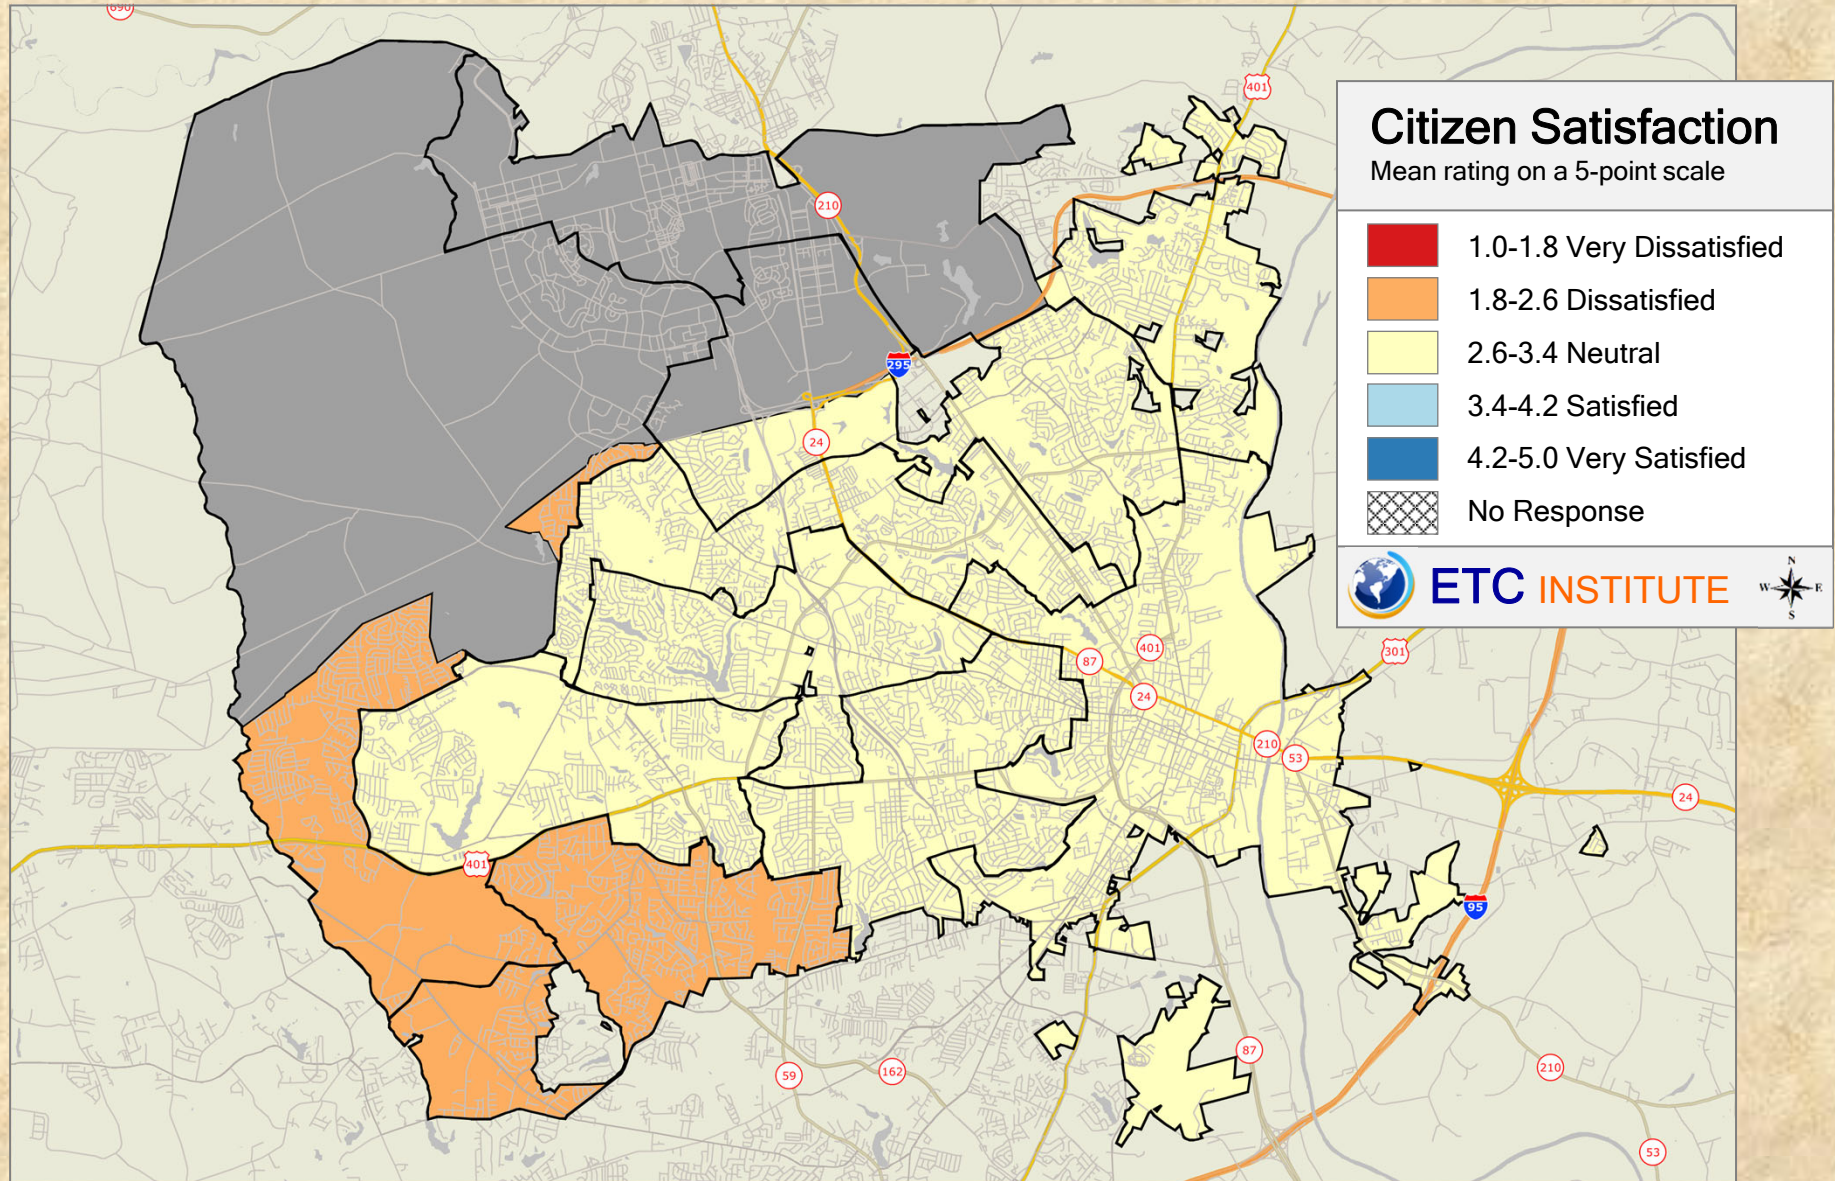 690
401
Citizen Satisfaction
Mean rating on a 5-point scale
210
1.0-1.8 Very Dissatisfied
1.8-2.6 Dissatisfied
2.6-3.4 Neutral
295
3.4-4.2 Satisfied
24
4.2-5.0 Very Satisfied
No Response
ETC INSTITUTE
N
W
E
S
401
87
301
24
210
53
24
401
95
87
59
162
210
53